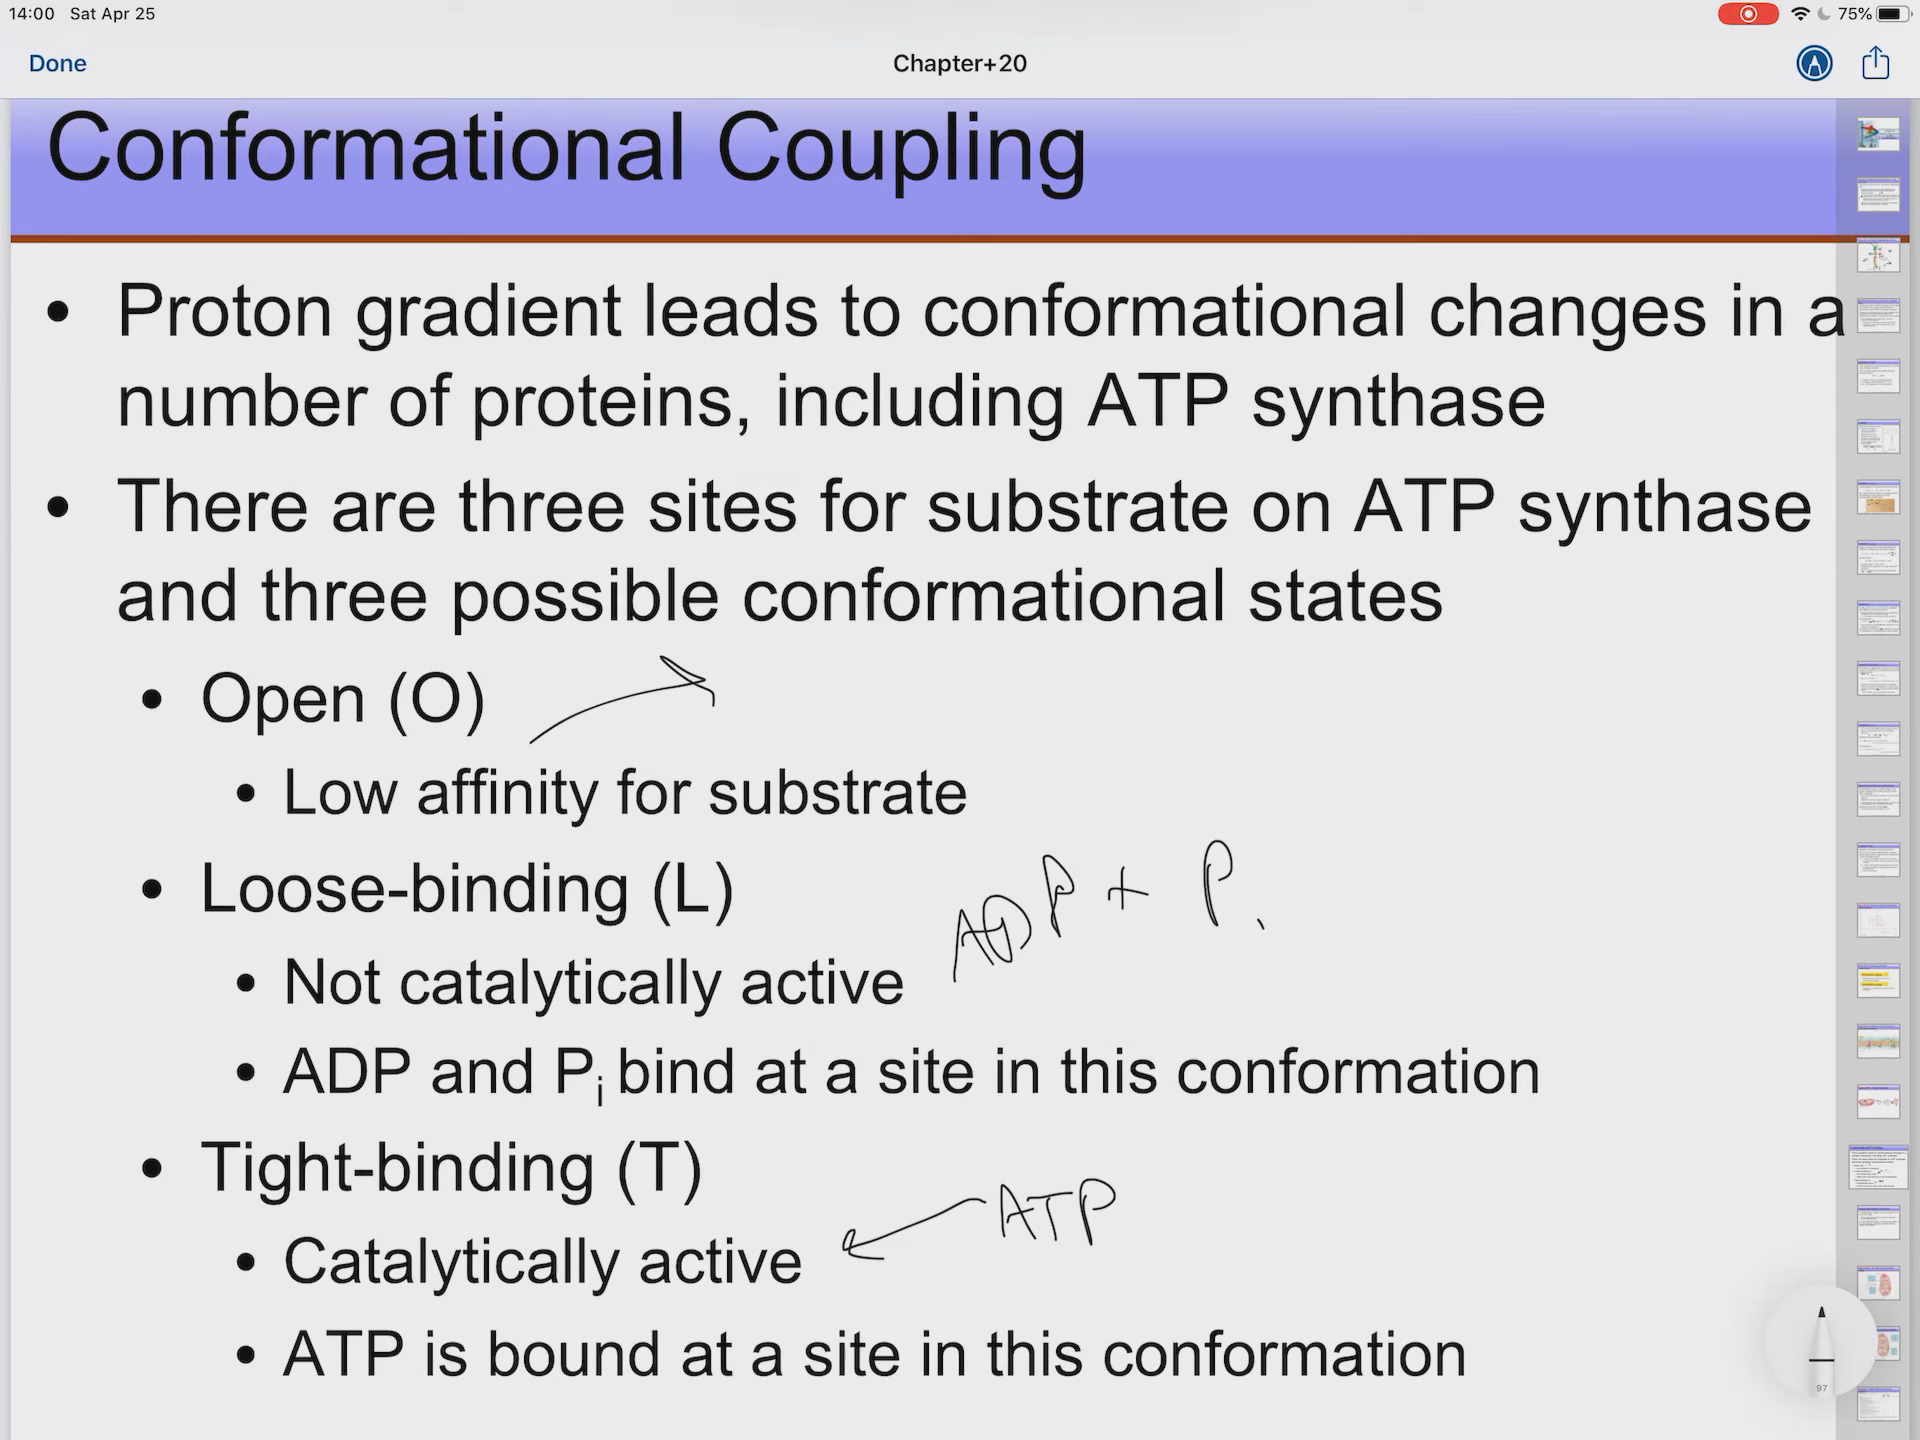 14:00 Sat Apr 25
75%
Done
Chapter+20
Conformational Coupling
• Proton gradient leads to conformational changes in a
number of proteins, including ATP synthase
• There are three sites for substrate on ATP synthase
and three possible conformational states
• Open (O)
• Low affinity for substrate
• Loose-binding (L)
ADP + P.
• Not catalytically active
• ADP and Pi bind at a site in this conformation
• Tight-binding (T)
ATP
• Catalytically active
• ATP is bound at a site in this conformation
97